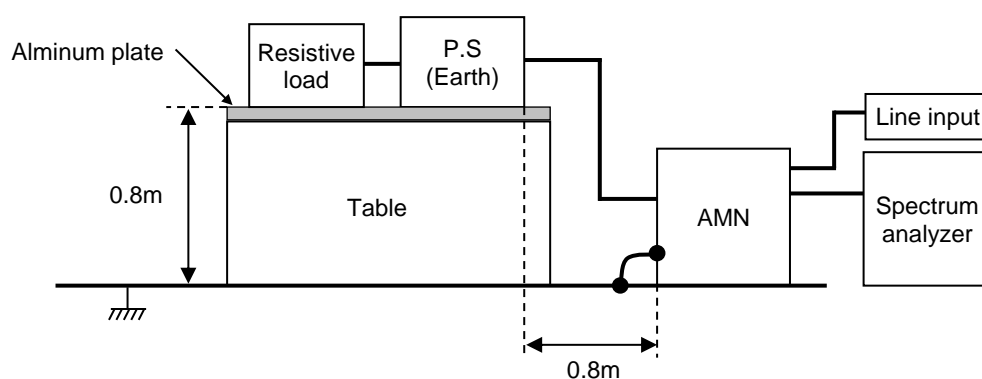 Alminum plate
Resistive
load
P.S
(Earth)
Line input
0.8m
Table
AMN
Spectrum
analyzer
0.8m